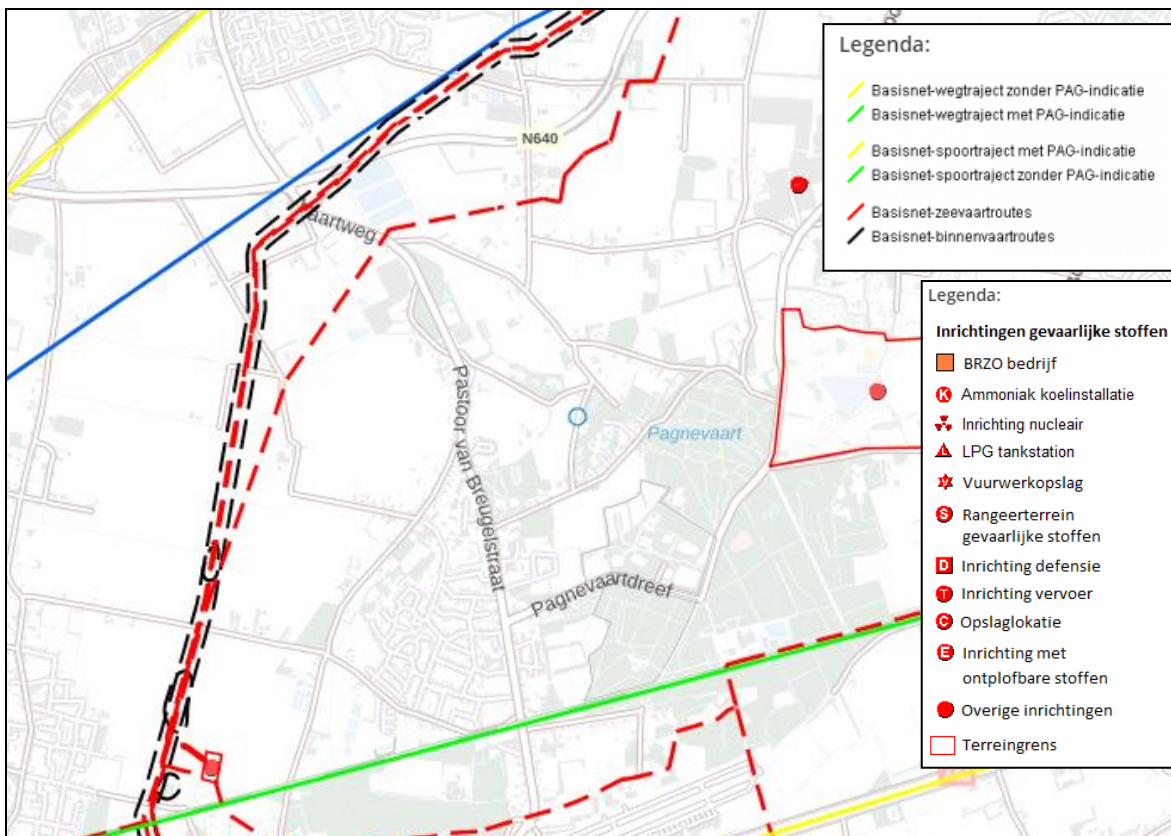 N640
aartweg
Pastoor van Breugelstraat
Pagnevaart
Pagnevaartdreef
Legenda:
Basisnet-wegtraject zonder PAG-indicatie
Basisnet-wegtraject met PAG-indicatie
Basisnet-spoortraject met PAG-indicatie
Basisnet-spoortraject zonder PAG-indicatie
Basisnet-zeevaartroutes
Basisnet-binnenvaartroutes
Legenda:
Inrichtingen gevaarlijke stoffen
BRZO bedrijf
K Ammoniak koelinstallatie
Inrichting nucleair
L LPG tankstation
Vuurwerkopslag
S Rangeerterrein
gevaarlijke stoffen
D Inrichting defensie
T Inrichting vervoer
C Opslaglokatie
E Inrichting met
ontplofbare stoffen
Overige inrichtingen
Terreingrens